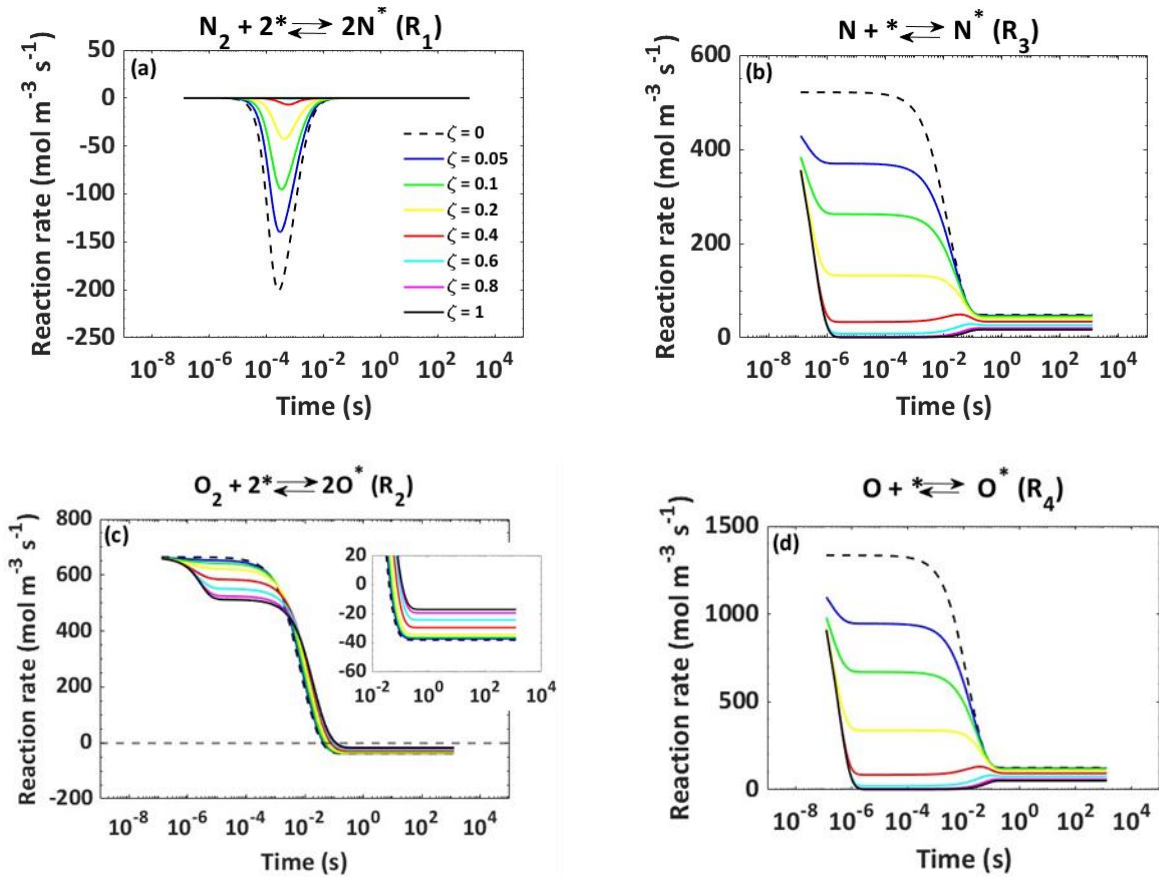 N₂ + 2* ⇌ 2N* (R₁)
(a)
Reaction rate (mol m⁻³ s⁻¹)
50
0
-50
-100
-150
-200
-250
ζ = 0
ζ = 0.05
ζ = 0.1
ζ = 0.2
ζ = 0.4
ζ = 0.6
ζ = 0.8
ζ = 1
10⁻⁸ 10⁻⁶ 10⁻⁴ 10⁻² 10⁰ 10² 10⁴
Time (s)
N + * ⇌ N* (R₃)
(b)
Reaction rate (mol m⁻³ s⁻¹)
600
400
200
0
10⁻⁸ 10⁻⁶ 10⁻⁴ 10⁻² 10⁰ 10² 10⁴
Time (s)
O₂ + 2* ⇌ 2O* (R₂)
(c)
Reaction rate (mol m⁻³ s⁻¹)
800
600
400
200
0
-200
20
0
-20
-40
-60
10⁻² 10⁰ 10² 10⁴
10⁻⁸ 10⁻⁶ 10⁻⁴ 10⁻² 10⁰ 10² 10⁴
Time (s)
O + * ⇌ O* (R₄)
(d)
Reaction rate (mol m⁻³ s⁻¹)
1500
1000
500
0
10⁻⁸ 10⁻⁶ 10⁻⁴ 10⁻² 10⁰ 10² 10⁴
Time (s)